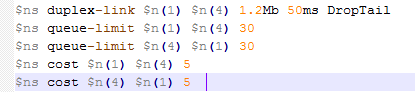 $ns duplex-link $n(1) $n(4) 1.2Mb 50ms DropTail
$ns queue-limit $n(1) $n(4) 30
$ns queue-limit $n(4) $n(1) 30
$ns cost $n(1) $n(4) 5
$ns cost $n(4) $n(1) 5